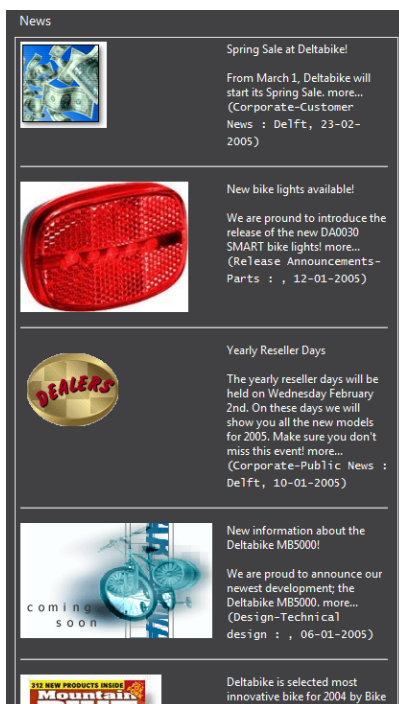 News
Spring Sale at Deltabike!
From March 1, Deltabike will
start its Spring Sale. more...
(Corporate-Customer
News : Delft, 23-02-
2005)
New bike lights available!
We are pround to introduce the
release of the new DA0030
SMART bike lights! more...
(Release Announcements-
Parts : , 12-01-2005)
DEALERS
Yearly Reseller Days
The yearly reseller days will be
held on Wednesday February
2nd. On these days we will
show you all the new models
for 2005. Make sure you don't
miss this event! more...
(Corporate-Public News :
Delft, 10-01-2005)
coming
soon
New information about the
Deltabike MB5000!
We are proud to announce our
newest development; the
Deltabike MB5000. more...
(Design-Technical
design : , 06-01-2005)
312 NEW PRODUCTS INSIDE
Mountain
Deltabike is selected most
innovative bike for 2004 by Bike